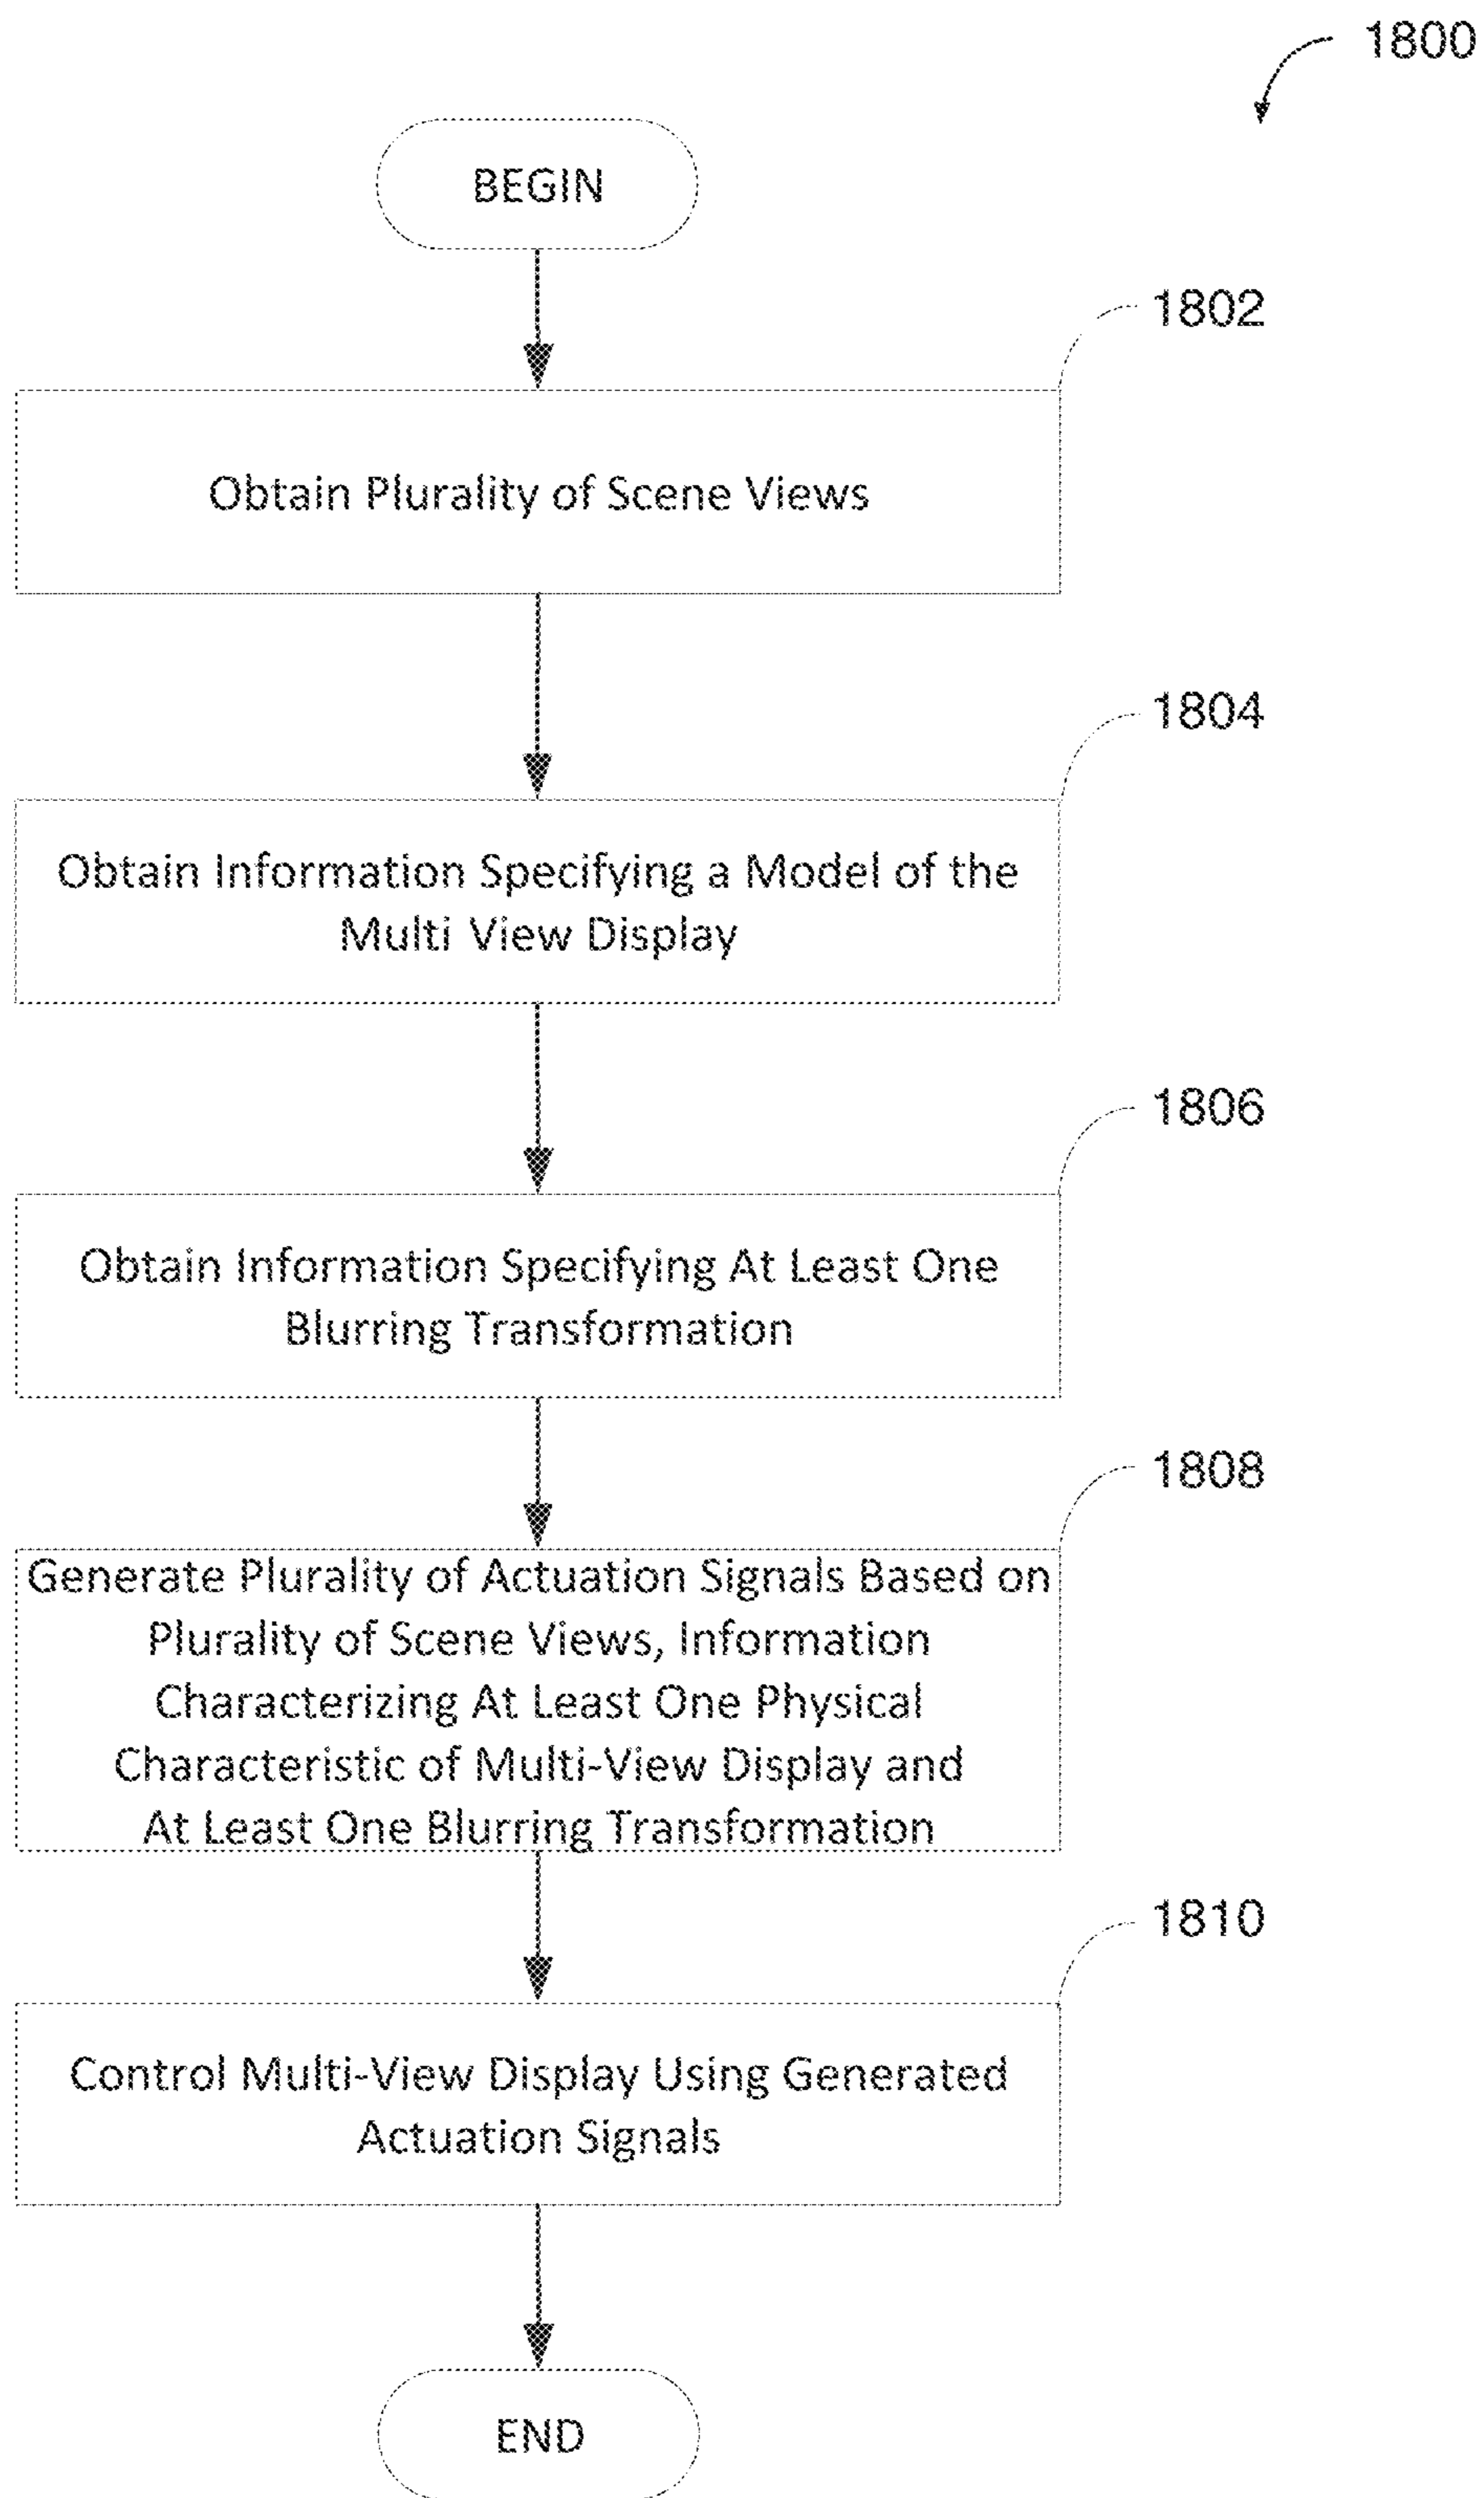 1800
BEGIN
1802
Obtain Plurality of Scene Views
1804
Obtain Information Specifying a Model of the
Multi View Display
1806
Obtain Information Specifying At Least One
Blurring Transformation
1808
Generate Plurality of Actuation Signals Based on
Plurality of Scene Views, Information
Characterizing At Least One Physical
Characteristic of Multi-View Display and
At Least One Blurring Transformation
1810
Control Multi-View Display Using Generated
Actuation Signals
END